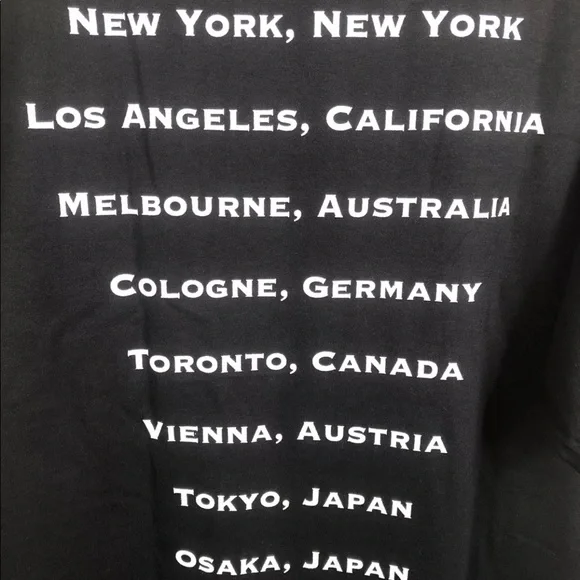 NEW YORK, NEW YORK
LOS ANGELES, CALIFORNIA
MELBOURNE, AUSTRALIA
COLOGNE, GERMANY
TORONTO, CANADA
VIENNA, AUSTRIA
TOKYO, JAPAN
OSAKA, JAPAN